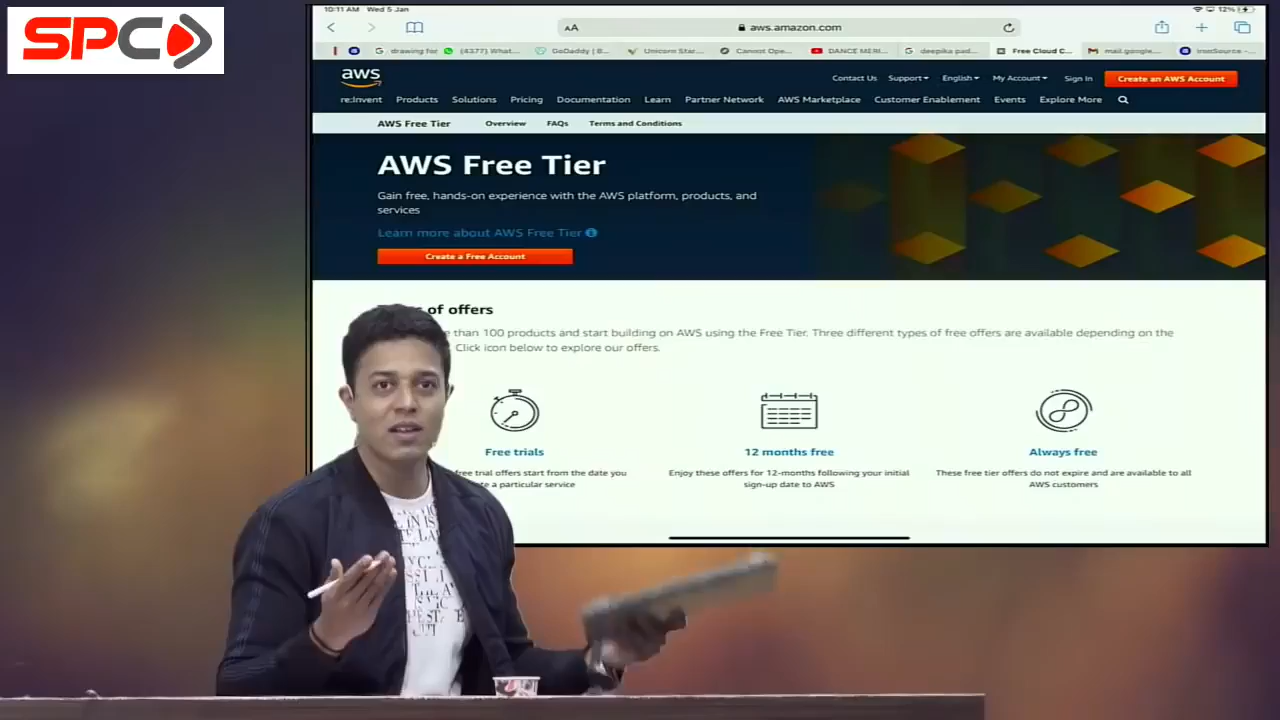 SPC
10:11 AM Wed 5 Jan
12%
AA
aws.amazon.com
drawing for
(4377) What...
GoDaddy | B...
Unicorn Star...
Cannot Ope...
DANCE MERI...
deepika pad...
Free Cloud C...
mail.google...
IronSource -...
aws
Contact Us
Support
English
My Account
Sign In
Create an AWS Account
re:Invent
Products
Solutions
Pricing
Documentation
Learn
Partner Network
AWS Marketplace
Customer Enablement
Events
Explore More
AWS Free Tier
Overview
FAQs
Terms and Conditions
AWS Free Tier
Gain free, hands-on experience with the AWS platform, products, and
services
Learn more about AWS Free Tier
Create a Free Account
of offers
than 100 products and start building on AWS using the Free Tier. Three different types of free offers are available depending on the
Click icon below to explore our offers.
Free trials
free trial offers start from the date you
a particular service
12 months free
Enjoy these offers for 12-months following your initial
sign-up date to AWS
Always free
These free tier offers do not expire and are available to all
AWS customers